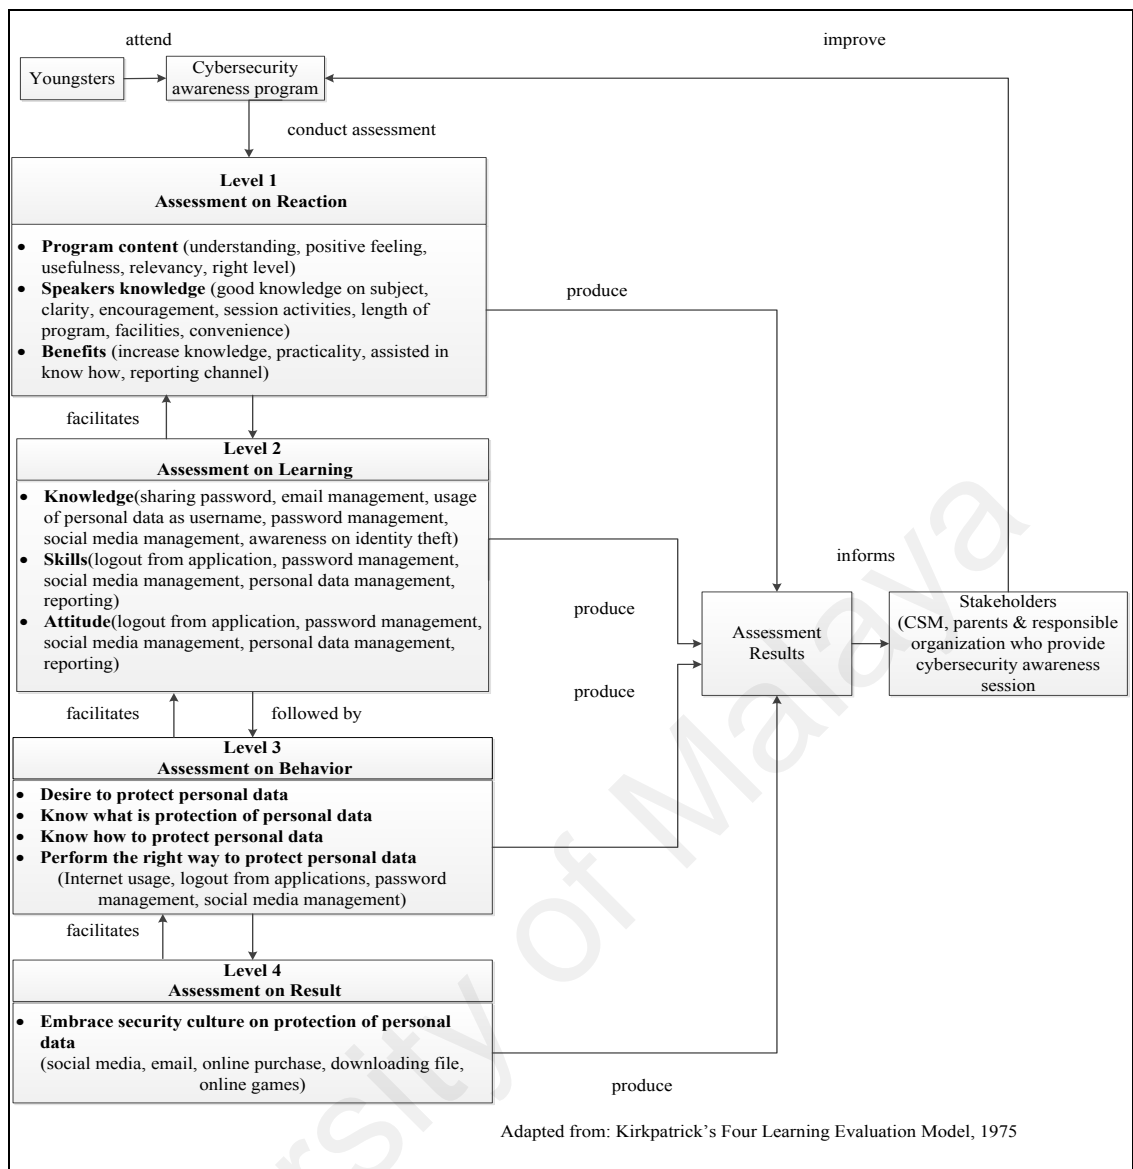 attend
improve
Youngsters
Cybersecurity
awareness program
conduct assessment
Level 1
Assessment on Reaction
• Program content (understanding, positive feeling,
usefulness, relevancy, right level)
• Speakers knowledge (good knowledge on subject,
clarity, encouragement, session activities, length of
program, facilities, convenience)
• Benefits (increase knowledge, practicality, assisted in
know how, reporting channel)
produce
facilitates
Level 2
Assessment on Learning
• Knowledge(sharing password, email management, usage
of personal data as username, password management,
social media management, awareness on identity theft)
• Skills(logout from application, password management,
social media management, personal data management,
reporting)
• Attitude(logout from application, password management,
social media management, personal data management,
reporting)
produce
produce
Assessment
Results
informs
Stakeholders
(CSM, parents & responsible
organization who provide
cybersecurity awareness
session
facilitates
followed by
Level 3
Assessment on Behavior
• Desire to protect personal data
• Know what is protection of personal data
• Know how to protect personal data
• Perform the right way to protect personal data
(Internet usage, logout from applications, password
management, social media management)
facilitates
Level 4
Assessment on Result
• Embrace security culture on protection of personal
data
(social media, email, online purchase, downloading file,
online games)
produce
Adapted from: Kirkpatrick's Four Learning Evaluation Model, 1975
ersity of Malaya